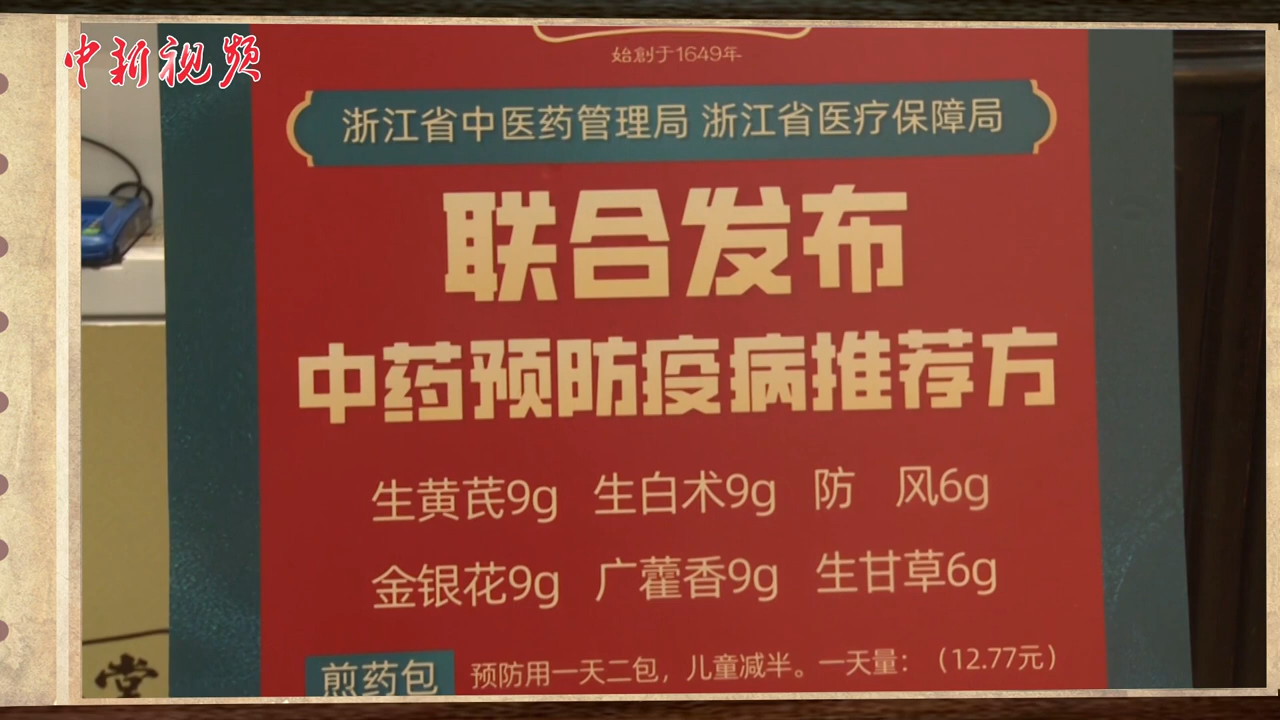 中新视频
始創于1649年
浙江省中医药管理局 浙江省医疗保障局
联合发布
中药预防疫病推荐方
生黄芪9g 生白术9g 防 风6g
金银花9g 广藿香9g 生甘草6g
煎药包 预防用一天二包，儿童减半。一天量：（12.77元）
堂